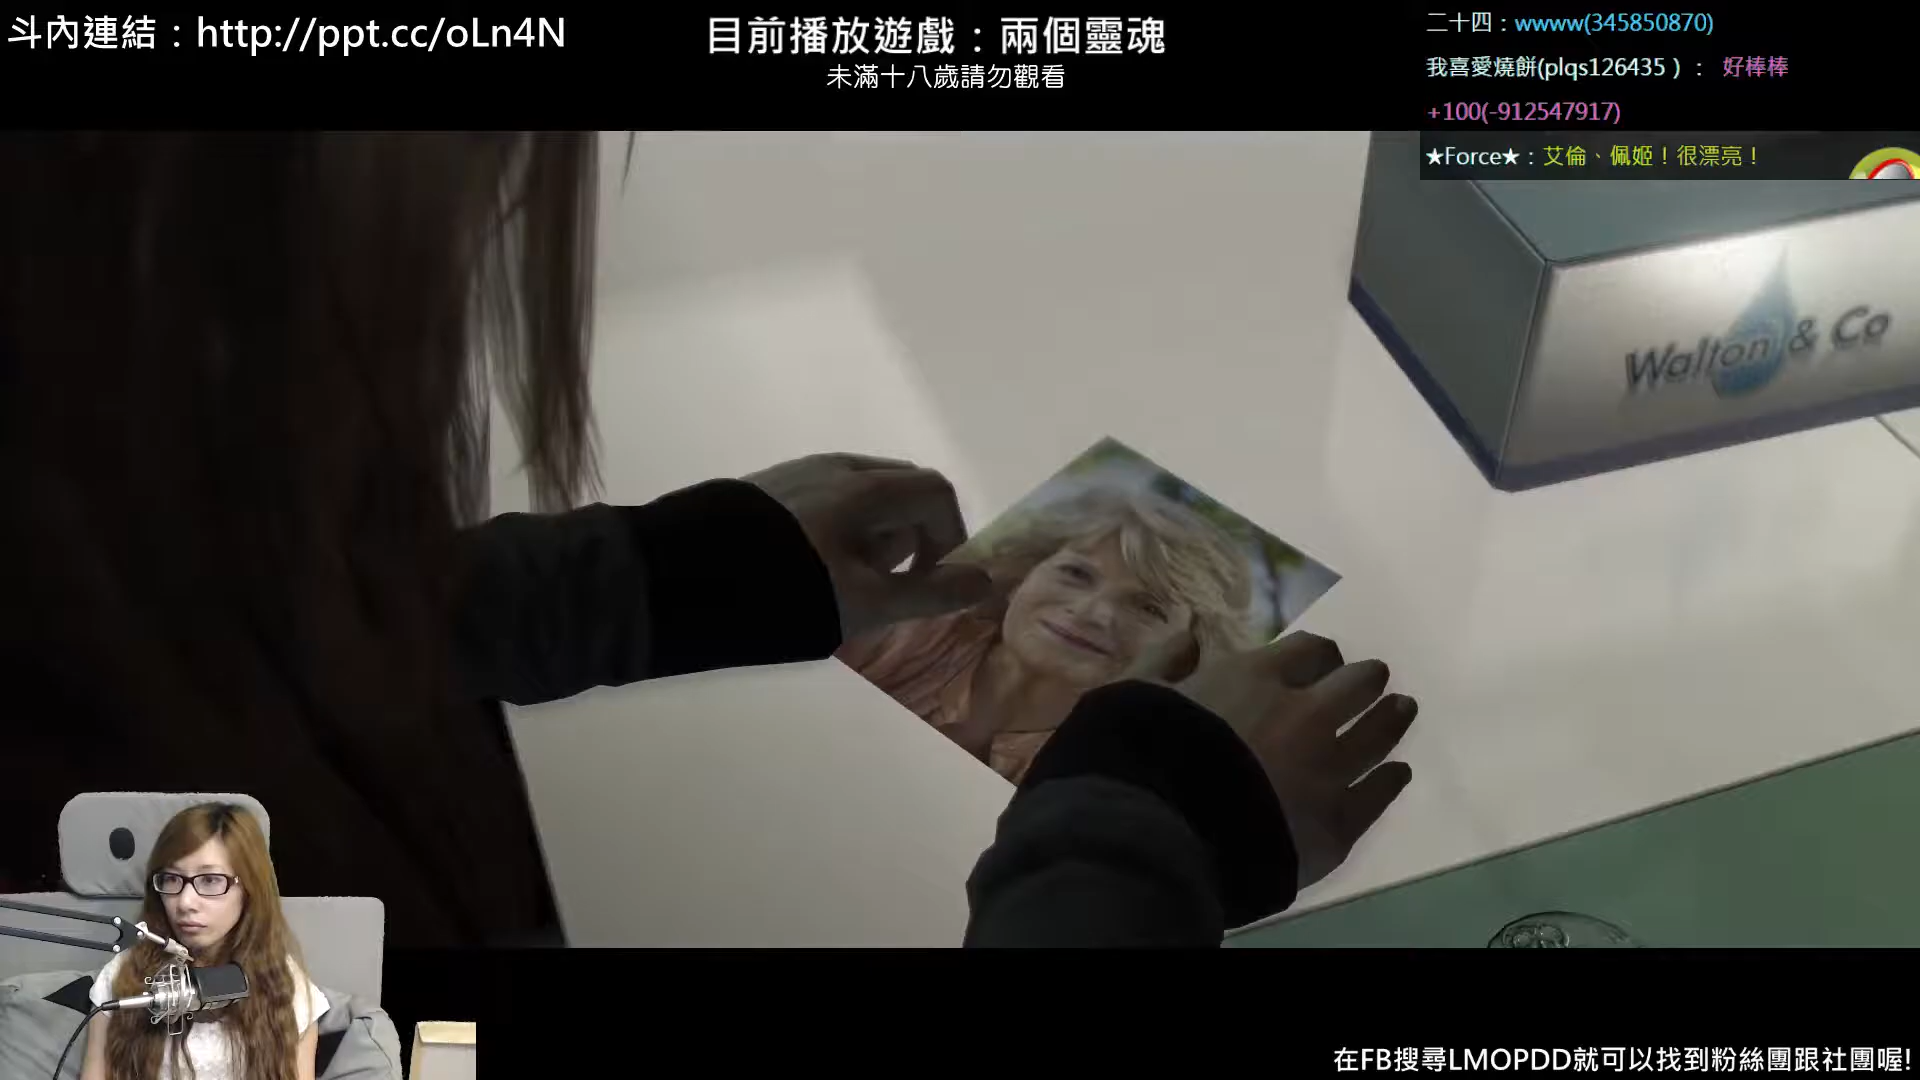 斗內連結：http://ppt.cc/oLn4N
目前播放遊戲：兩個靈魂
未滿十八歲請勿觀看
二十四：wwww(345850870)
我喜愛燒餅(plqs126435 )： 好棒棒
+100(-912547917)
★Force★：艾倫、佩姬！很漂亮！
Walton & Co
在FB搜尋LMOPDD就可以找到粉絲團跟社團喔!